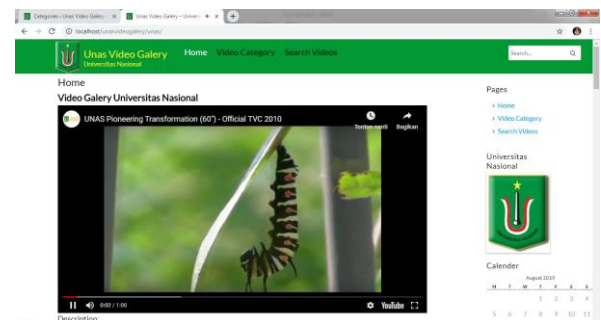 Categories - Unas Video Galery -
Unas Video Galery – Univer
localhost/unasvideogalery/unas/
Unas Video Galery
Universitas Nasional
Home Video Category Search Videos
Search...
Home
Video Galery Universitas Nasional
UNAS Pioneering Transformation (60") - Official TVC 2010
Tonton nanti Bagikan
0:02 / 1:00
YouTube
Description:
Pages
Home
Video Category
Search Videos
Universitas
Nasional
Calender
August 2019
M T W T F S S
1 2 3 4
5 6 7 8 9 10 11